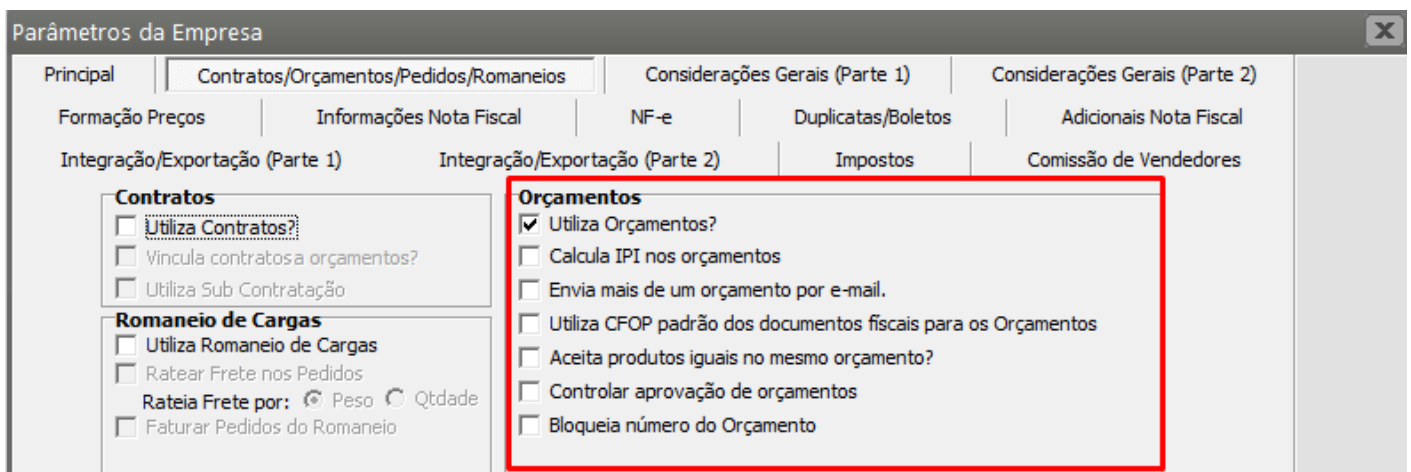 Parâmetros da Empresa
Principal
Contratos/Orçamentos/Pedidos/Romaneios
Considerações Gerais (Parte 1)
Considerações Gerais (Parte 2)
Formação Preços
Informações Nota Fiscal
NF-e
Duplicatas/Boletos
Adicionais Nota Fiscal
Integração/Exportação (Parte 1)
Integração/Exportação (Parte 2)
Impostos
Comissão de Vendedores
Contratos
Utiliza Contratos?
Vincula contratos a orçamentos?
Utiliza Sub Contratação
Romaneio de Cargas
Utiliza Romaneio de Cargas
Ratear Frete nos Pedidos
Rateia Frete por: Peso Qtdade
Faturar Pedidos do Romaneio
Orçamentos
Utiliza Orçamentos?
Calcula IPI nos orçamentos
Envia mais de um orçamento por e-mail.
Utiliza CFOP padrão dos documentos físcais para os Orçamentos
Aceita produtos iguais no mesmo orçamento?
Controlar aprovação de orçamentos
Bloqueia número do Orçamento